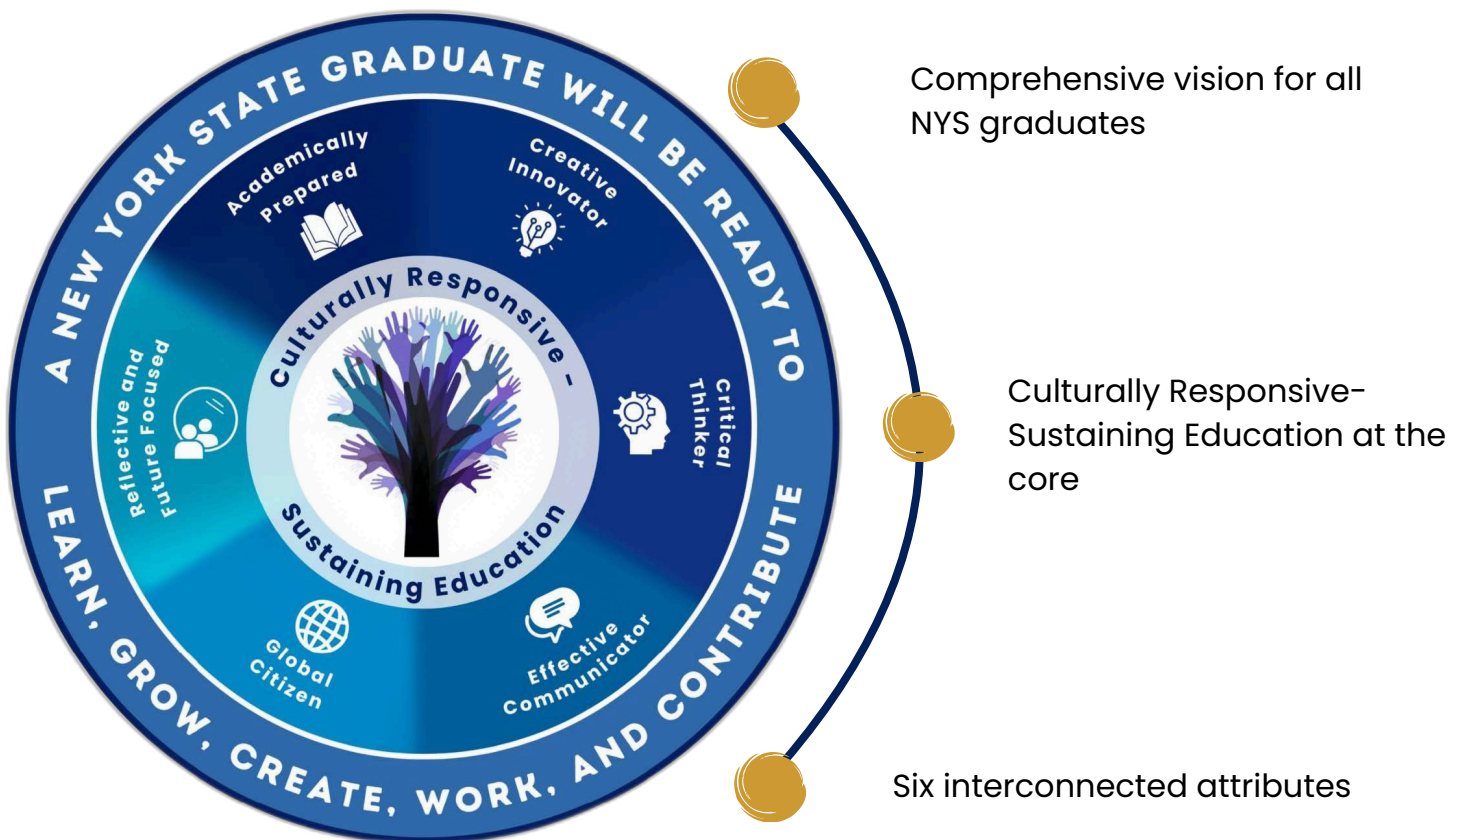 A NEW YORK STATE GRADUATE WILL BE READY TO
LEARN, GROW, CREATE, WORK, AND CONTRIBUTE
Academically
Prepared
Creative
Innovator
Critical
Thinker
Effective
Communicator
Global
Citizen
Reflective and
Future Focused
Culturally Responsive -
Sustaining Education
Comprehensive vision for all
NYS graduates
Culturally Responsive-
Sustaining Education at the
core
Six interconnected attributes